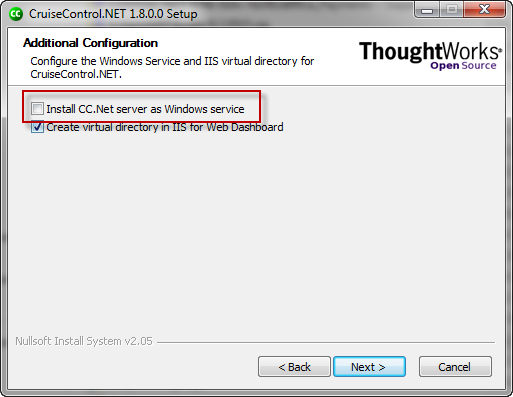 CruiseControl.NET 1.8.0.0 Setup
Additional Configuration
Configure the Windows Service and IIS virtual directory for
CruiseControl.NET.
ThoughtWorks®
Open Source
Install CC.Net server as Windows service
Create virtual directory in IIS for Web Dashboard
Nullsoft Install System v2.05
< Back
Next >
Cancel